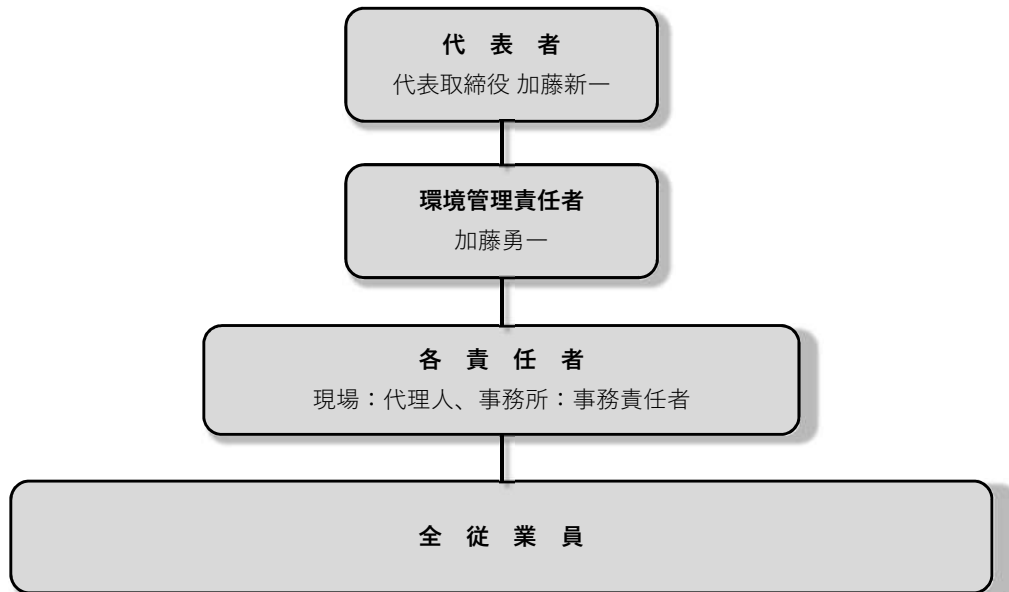 代　表　者
代表取締役 加藤新一
環境管理責任者
加藤勇一
各　責　任　者
現場：代理人、事務所：事務責任者
全　従　業　員